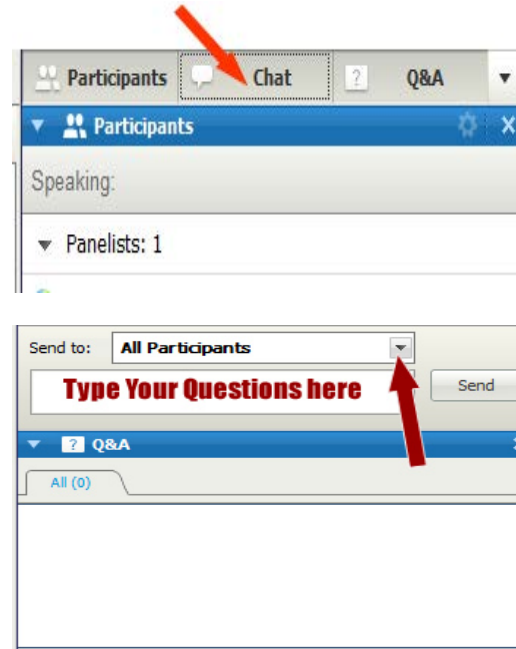 Participants Chat ? Q&A
Participants
Speaking:
Panelists: 1
Send to: All Participants
Type Your Questions here Send
? Q&A
All (0)